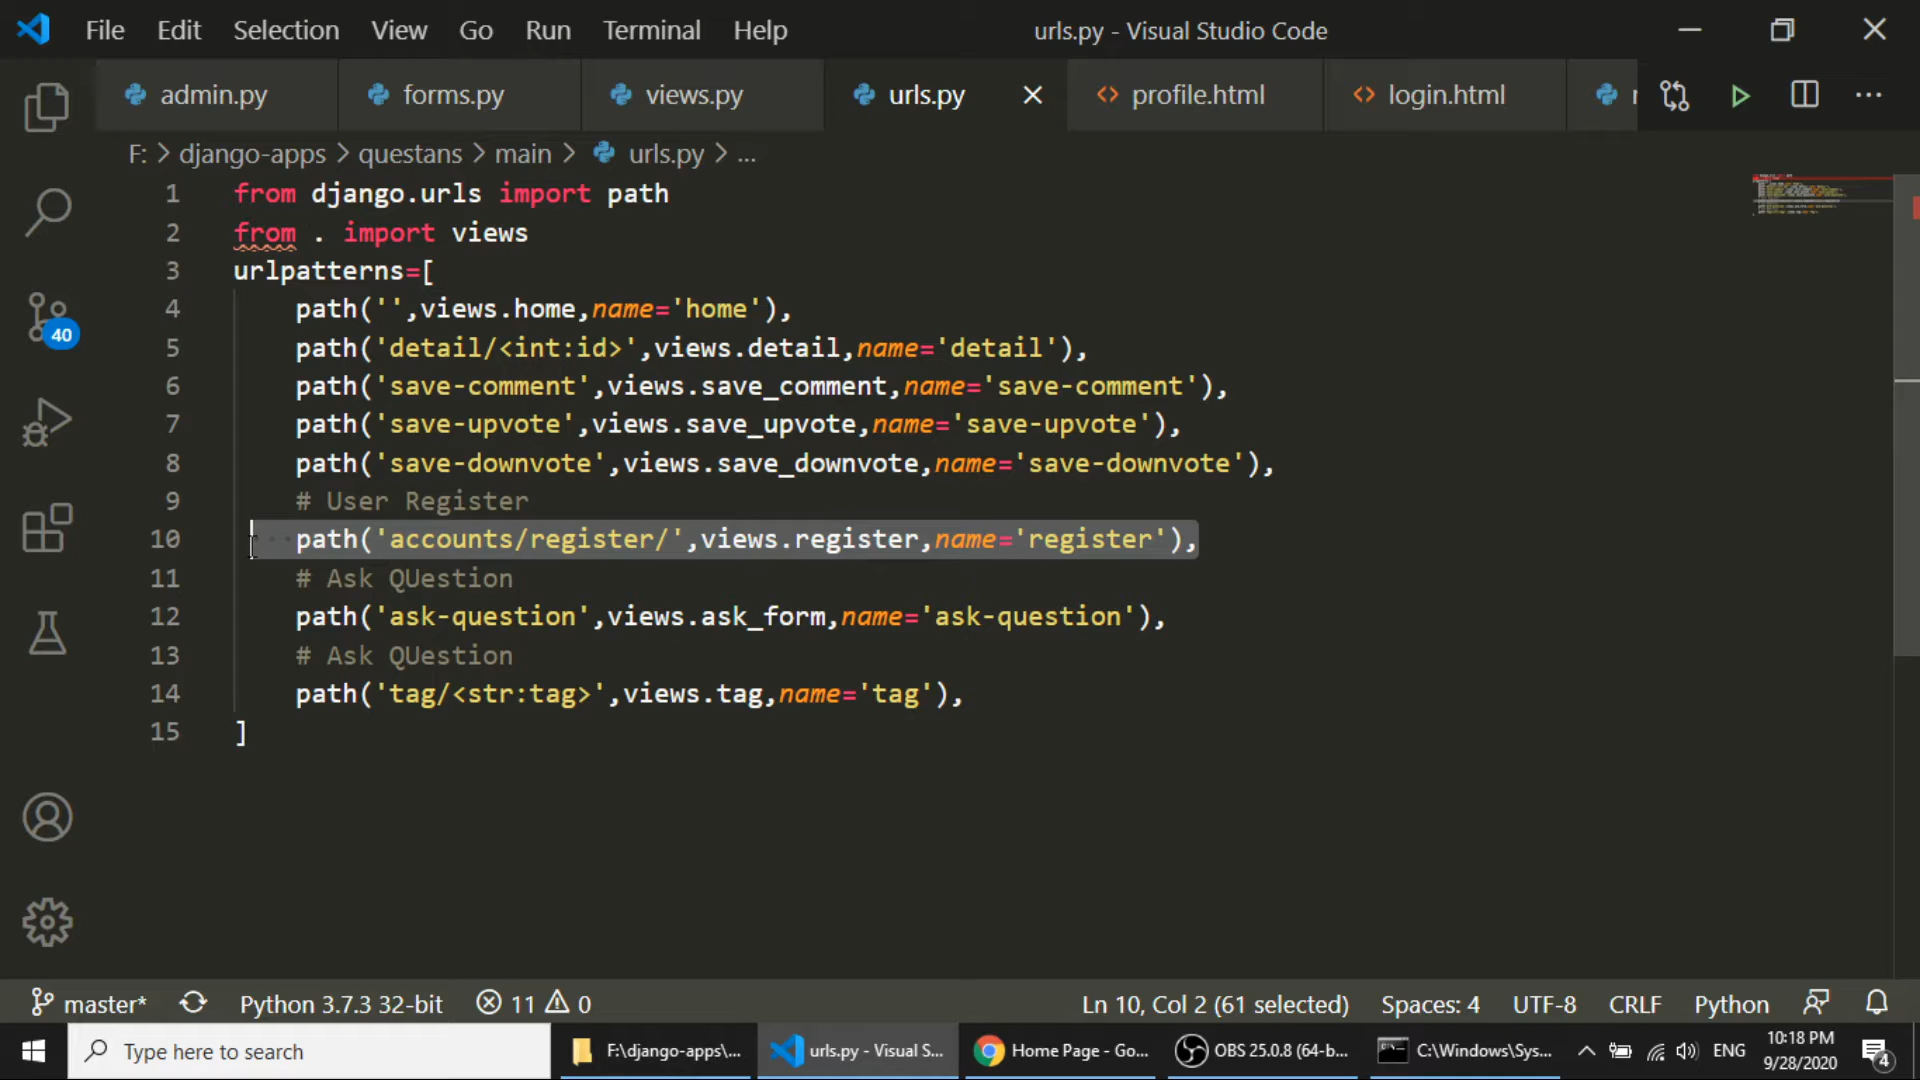 File Edit Selection View Go Run Terminal Help urls.py - Visual Studio Code
admin.py forms.py views.py urls.py profile.html login.html
F: > django-apps > questans > main > urls.py > ...
1 from django.urls import path
2 from . import views
3 urlpatterns=[
4 path('',views.home,name='home'),
5 path('detail/<int:id>',views.detail,name='detail'),
6 path('save-comment',views.save_comment,name='save-comment'),
7 path('save-upvote',views.save_upvote,name='save-upvote'),
8 path('save-downvote',views.save_downvote,name='save-downvote'),
9 # User Register
10 path('accounts/register/',views.register,name='register'),
11 # Ask QUestion
12 path('ask-question',views.ask_form,name='ask-question'),
13 # Ask QUestion
14 path('tag/<str:tag>',views.tag,name='tag'),
15 ]
40
master* Python 3.7.3 32-bit 11 0 Ln 10, Col 2 (61 selected) Spaces: 4 UTF-8 CRLF Python
Type here to search F:\django-apps\... urls.py - Visual S... Home Page - Go... OBS 25.0.8 (64-b... C:\Windows\Sys... ENG 10:18 PM
9/28/2020 4